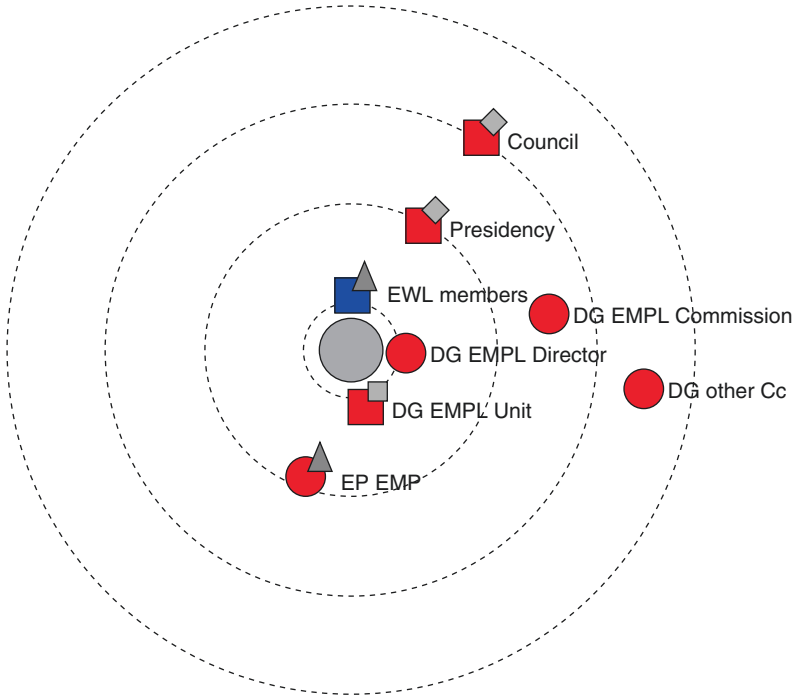 Council
Presidency
EWL members
DG EMPL Commission
DG EMPL Director
DG other Cc
DG EMPL Unit
EP EMP